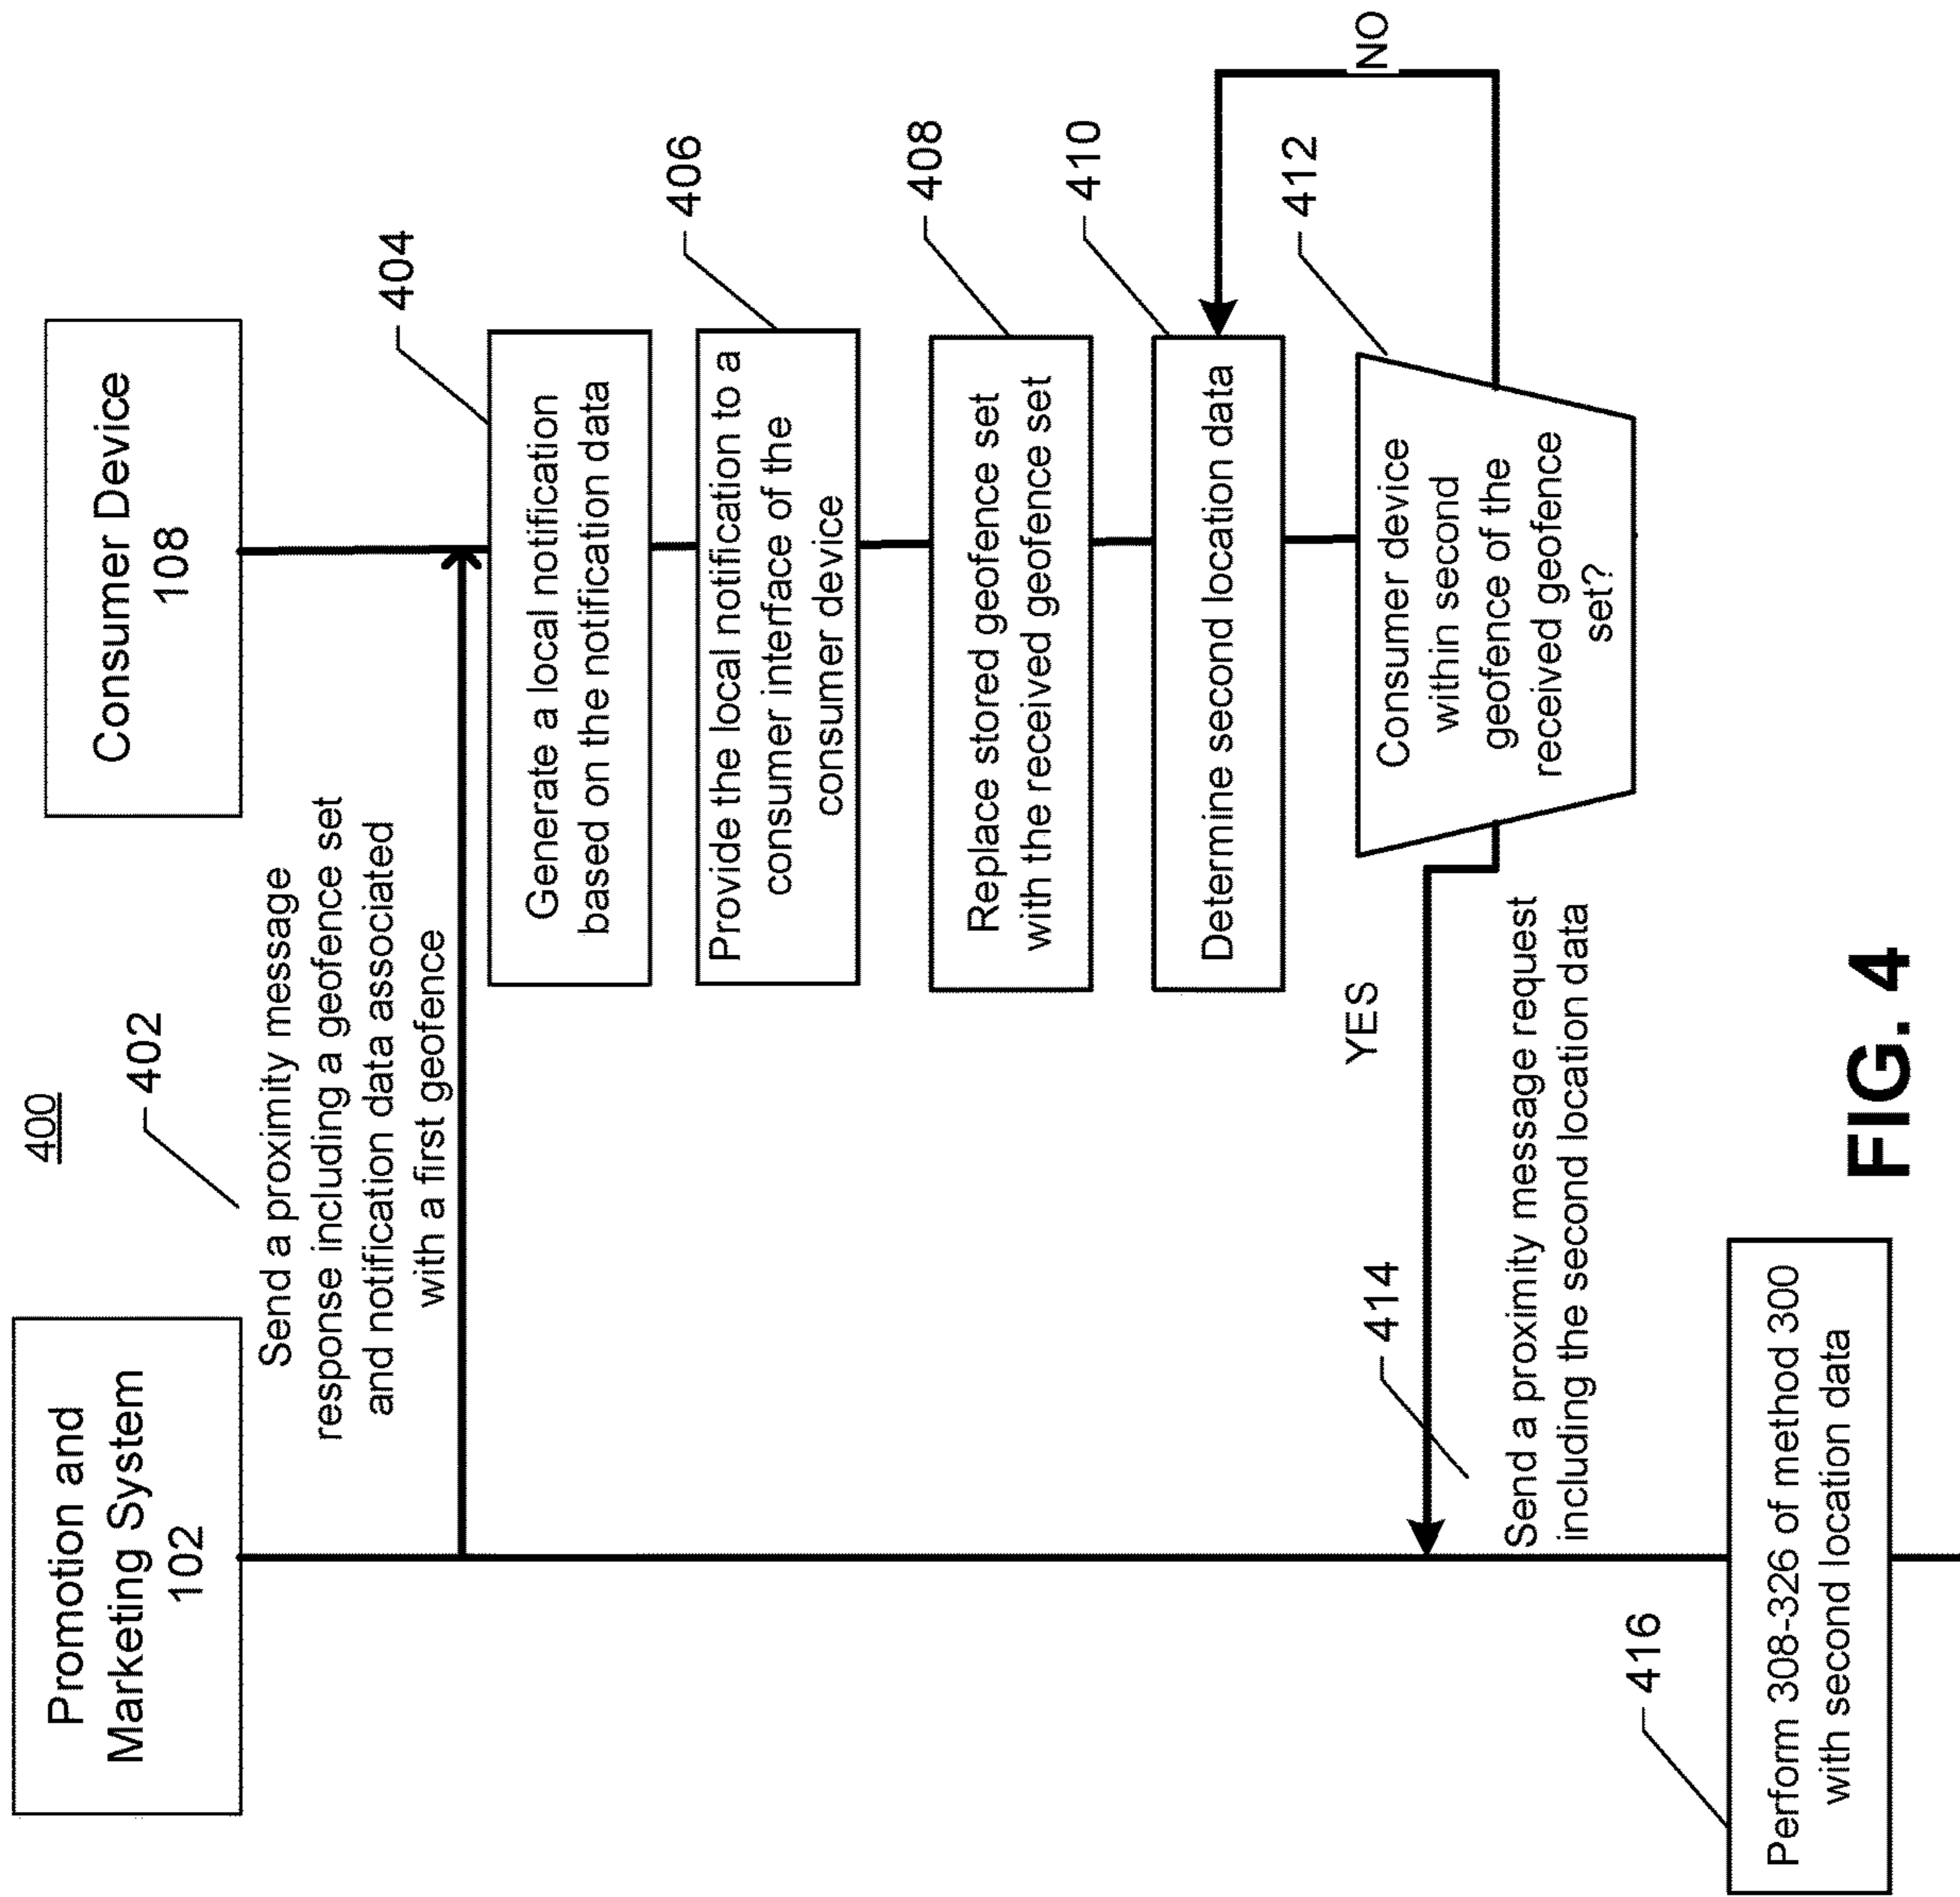 400
Promotion and
Marketing System
102
Consumer Device
108
402
Send a proximity message
response including a geofence set
and notification data associated
with a first geofence
404
Generate a local notification
based on the notification data
406
Provide the local notification to a
consumer interface of the
consumer device
408
Replace stored geofence set
with the received geofence set
410
Determine second location data
412
Consumer device
within second
geofence of the
received geofence
set?
NO
YES
414
Send a proximity message request
including the second location data
416
Perform 308-326 of method 300
with second location data
FIG. 4